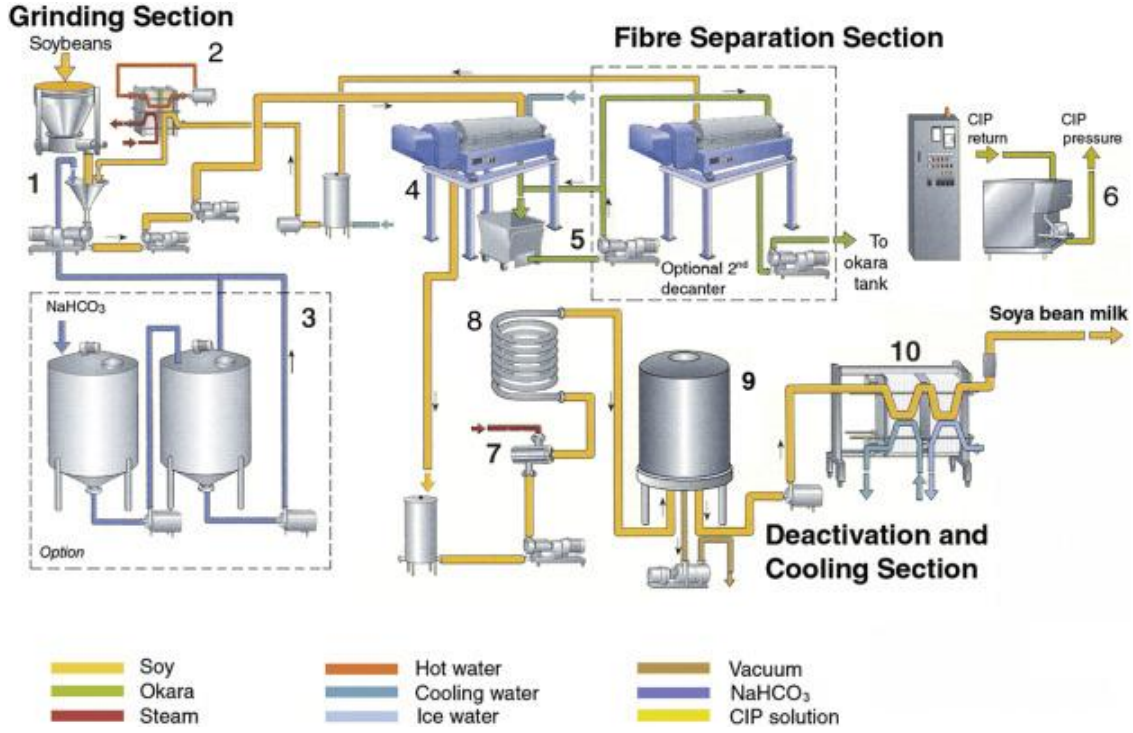 Grinding Section
Soybeans
2
Fibre Separation Section
CIP
return
CIP
pressure
1
4
5
6
Optional 2nd
decanter
To
okara
tank
NaHCO₃
3
Option
8
7
9
10
Soya bean milk
Deactivation and
Cooling Section
Soy
Okara
Steam
Hot water
Cooling water
Ice water
Vacuum
NaHCO₃
CIP solution